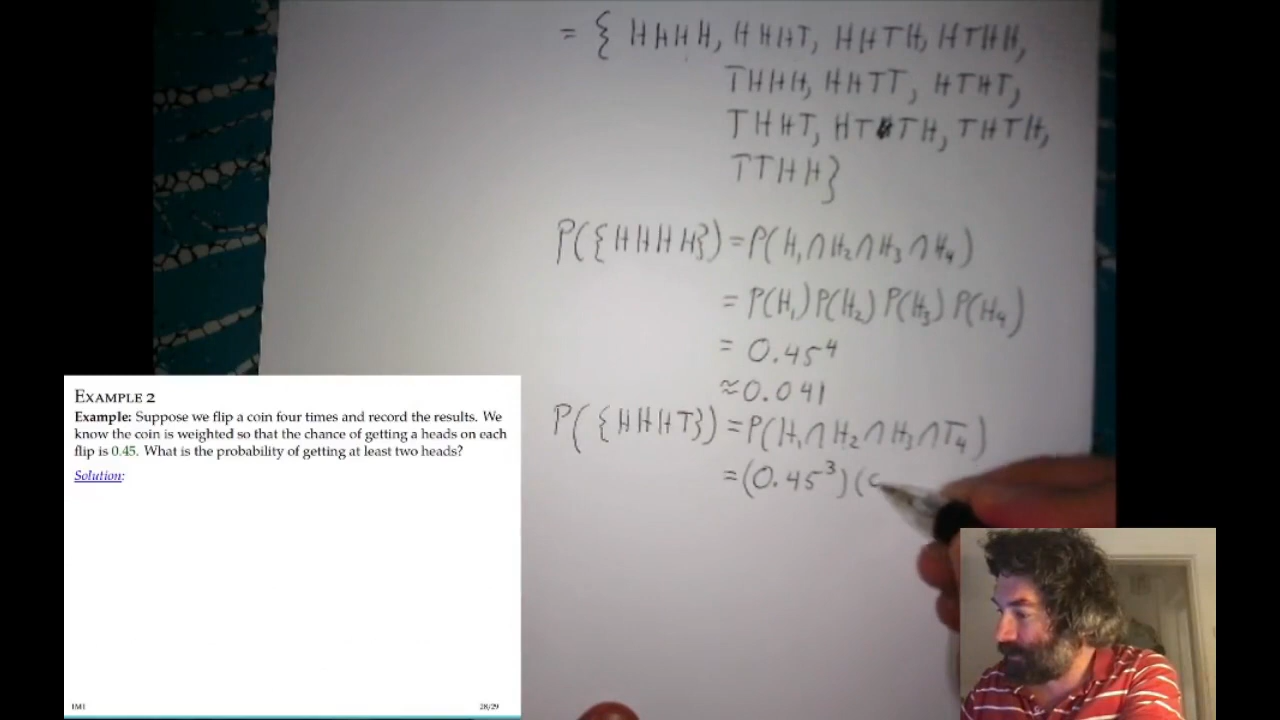 = { HHHH, HHHT, HHTH, HTHH,
THHH, HHTT, HTHT,
THHT, HTTH, THTH,
TTHH}
P({HHHH}) = P(H₁∩H₂∩H₃∩H₄)
= P(H₁)P(H₂)P(H₃)P(H₄)
= 0.45⁴
≈0.041
P({HHHT}) = P(H₁∩H₂∩H₃∩T₄)
= (0.45³)(
EXAMPLE 2
Example: Suppose we flip a coin four times and record the results. We
know the coin is weighted so that the chance of getting a heads on each
flip is 0.45. What is the probability of getting at least two heads?
Solution:
IMI
28/29